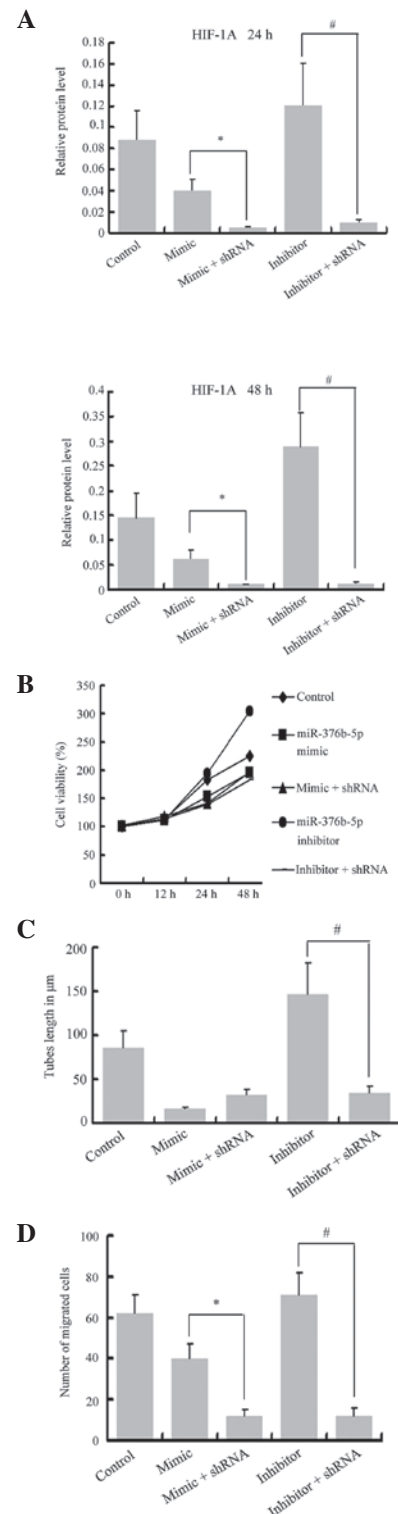 A
HIF-1A 24 h
#
*
Relative protein level
0.18
0.16
0.14
0.12
0.1
0.08
0.06
0.04
0.02
0
Control
Mimic
Mimic + shRNA
Inhibitor
Inhibitor + shRNA
HIF-1A 48 h
#
*
Relative protein level
0.4
0.35
0.3
0.25
0.2
0.15
0.1
0.05
0
Control
Mimic
Mimic + shRNA
Inhibitor
Inhibitor + shRNA
B
Cell viability (%)
350
300
250
200
150
100
50
0
0 h 12 h 24 h 48 h
Control
miR-376b-5p
mimic
Mimic + shRNA
miR-376b-5p
inhibitor
Inhibitor + shRNA
C
#
Tubes length in µm
200
150
100
50
0
Control
Mimic
Mimic + shRNA
Inhibitor
Inhibitor + shRNA
D
#
*
Number of migrated cells
100
80
60
40
20
0
Control
Mimic
Mimic + shRNA
Inhibitor
Inhibitor + shRNA